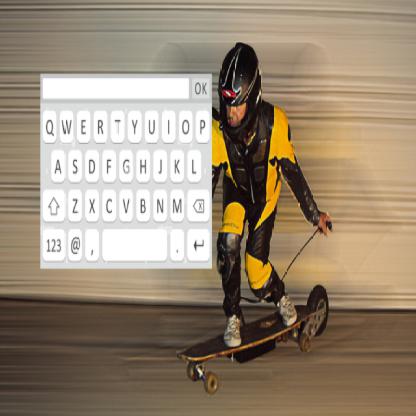 OK
Q W E R T Y U I O P
A S D F G H J K L
Z X C V B N M
123 @ , .